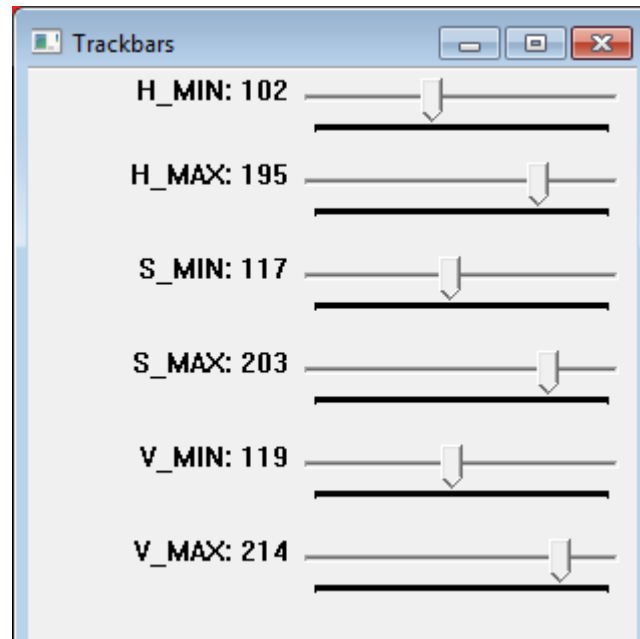 Trackbars
H_MIN: 102
H_MAX: 195
S_MIN: 117
S_MAX: 203
V_MIN: 119
V_MAX: 214